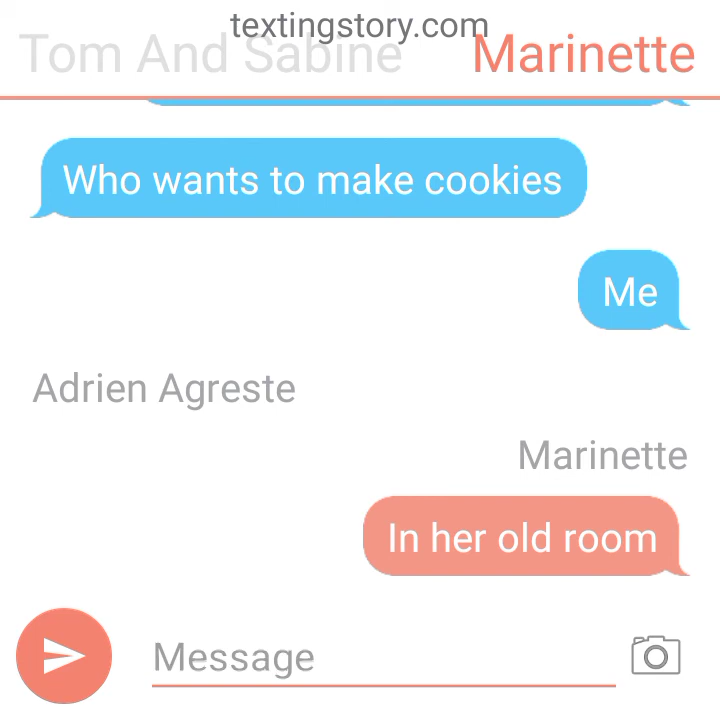 textingstory.com
Tom And Sabine Marinette
Who wants to make cookies
Me
Adrien Agreste
Marinette
In her old room
Message